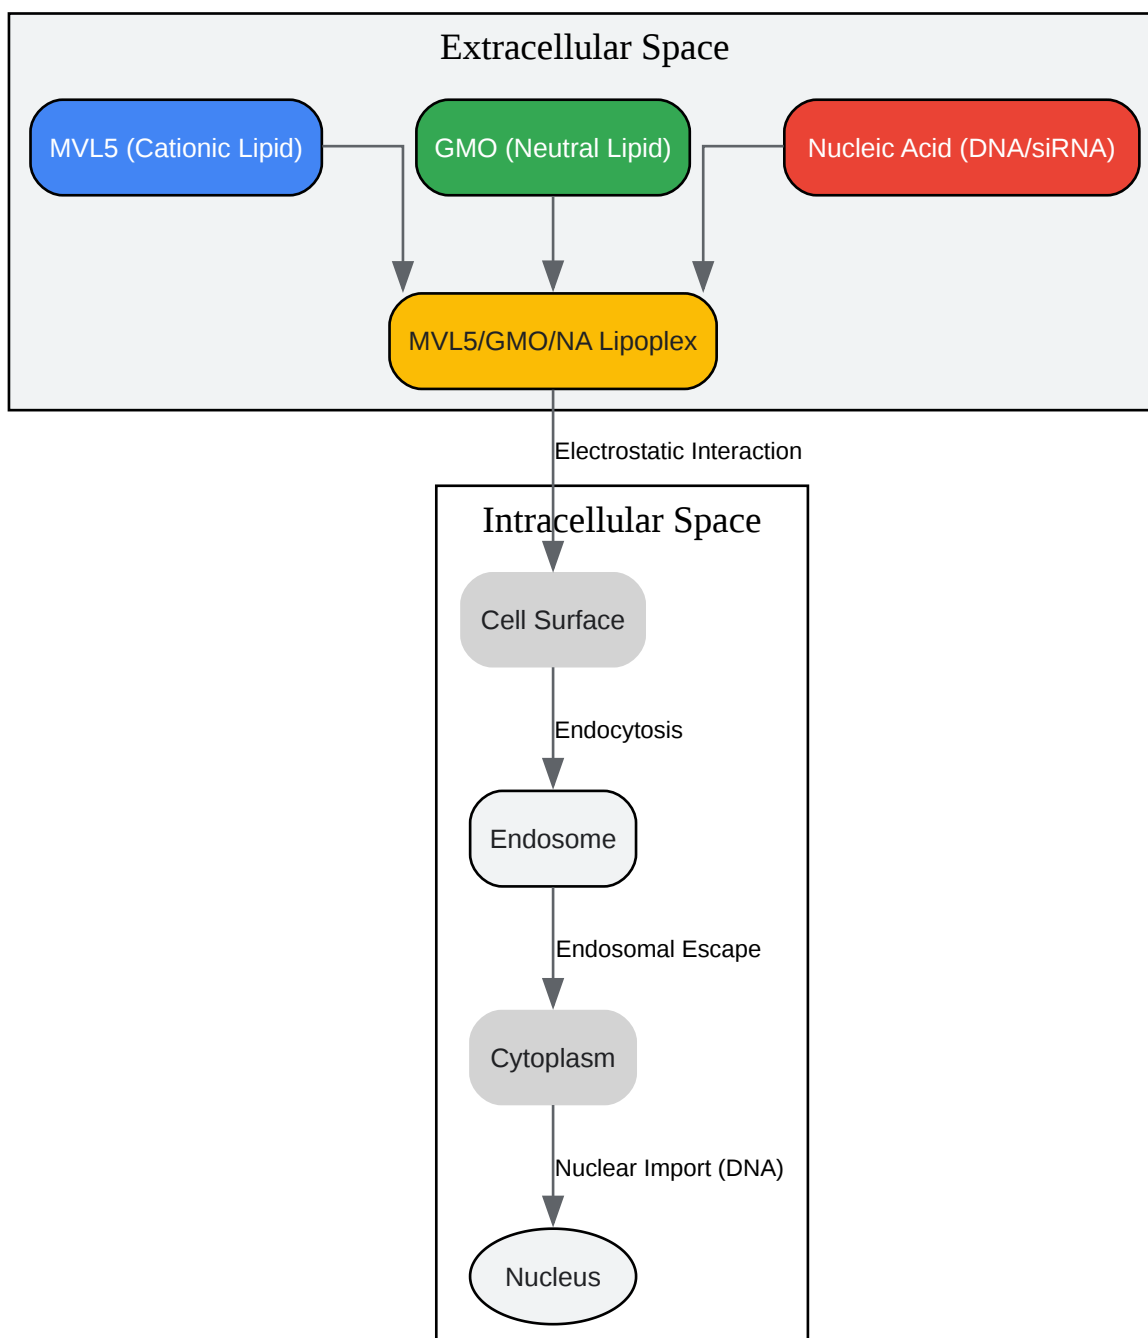 Extracellular Space
MVL5 (Cationic Lipid)
GMO (Neutral Lipid)
Nucleic Acid (DNA/siRNA)
MVL5/GMO/NA Lipoplex
Electrostatic Interaction
Intracellular Space
Cell Surface
Endocytosis
Endosome
Endosomal Escape
Cytoplasm
Nuclear Import (DNA)
Nucleus